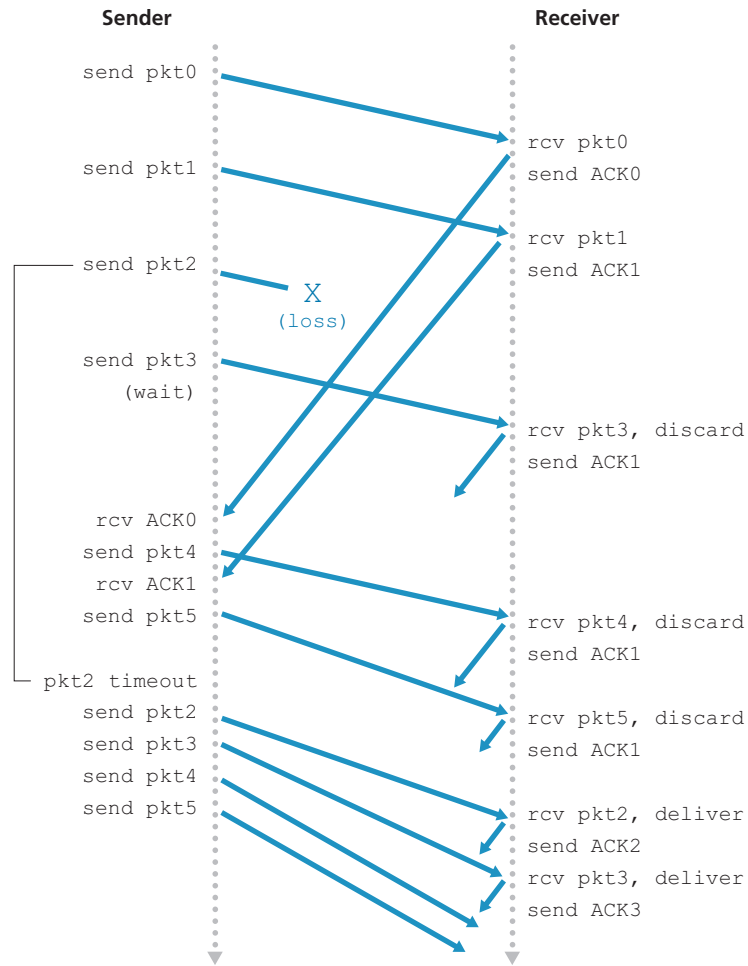 Sender
Receiver
send pkt0
rcv pkt0
send ACK0
send pkt1
rcv pkt1
send ACK1
send pkt2
X
(loss)
send pkt3
(wait)
rcv pkt3, discard
send ACK1
rcv ACK0
send pkt4
rcv ACK1
send pkt5
rcv pkt4, discard
send ACK1
pkt2 timeout
send pkt2
send pkt3
send pkt4
send pkt5
rcv pkt5, discard
send ACK1
rcv pkt2, deliver
send ACK2
rcv pkt3, deliver
send ACK3